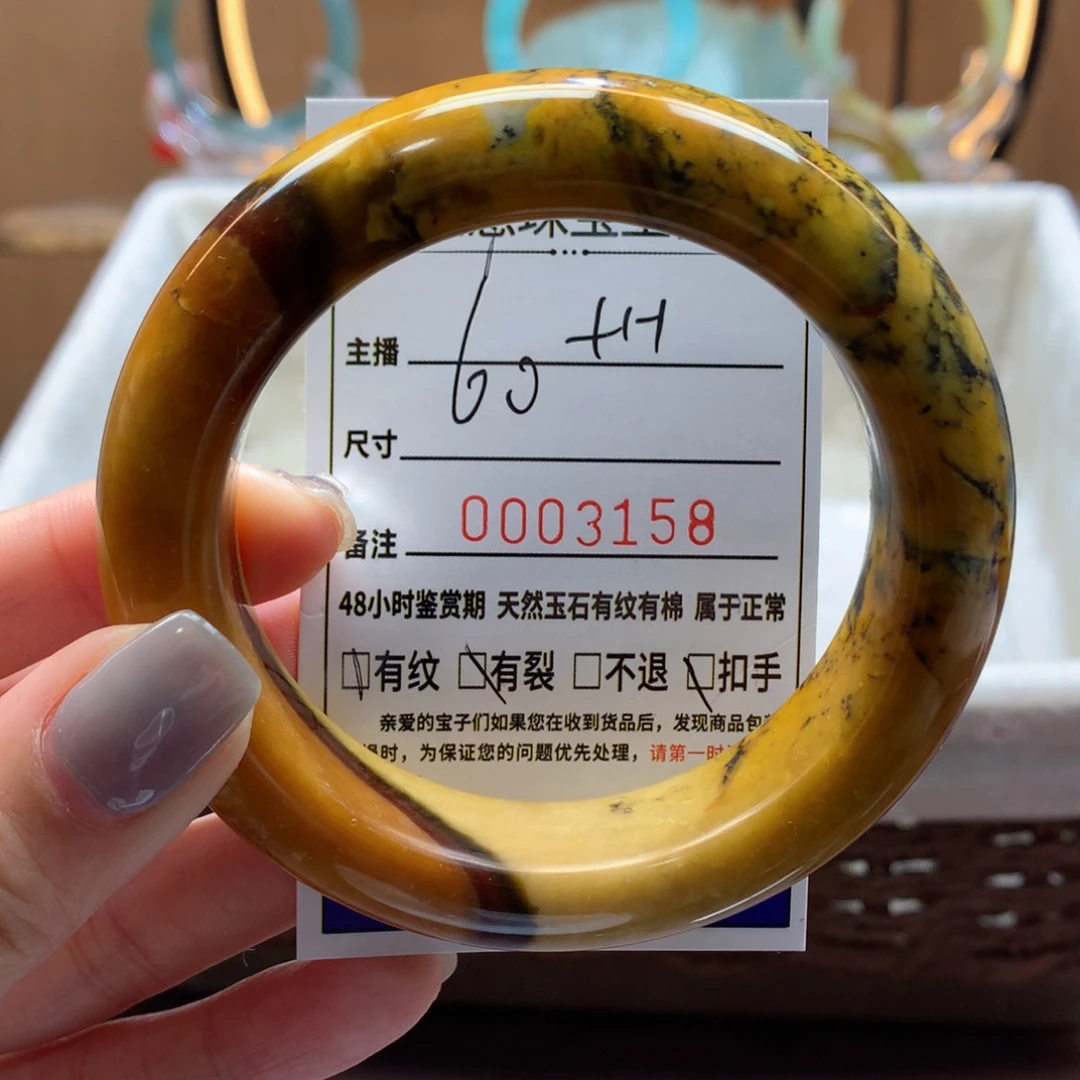 主播
60
尺寸
备注 0003158
48小时鉴赏期 天然玉石有纹有棉 属于正常
□有纹 □有裂 □不退 □扣手
亲爱的宝子们如果您在收到货品后,发现商品包
时,为保证您的问题优先处理,请第一时